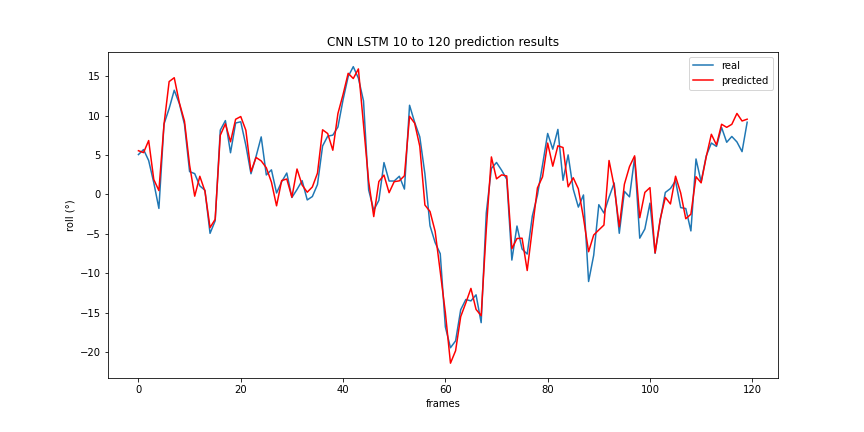 CNN LSTM 10 to 120 prediction results
real
predicted
roll (°)
15
10
5
0
−5
−10
−15
−20
0 20 40 60 80 100 120
frames